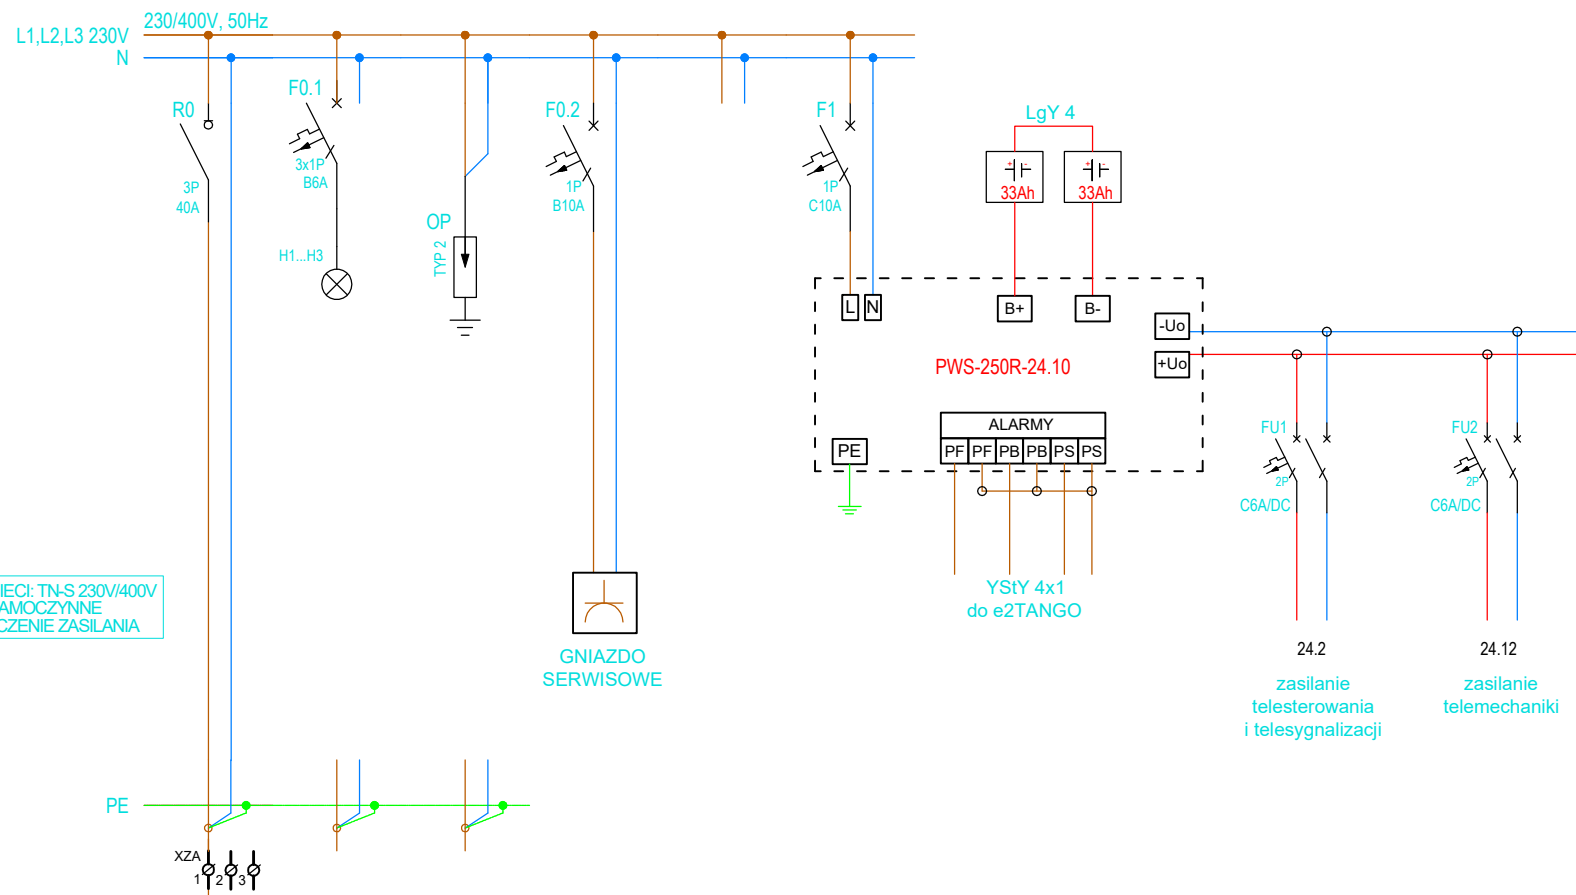 230/400V, 50Hz
L1,L2,L3 230V
N
R0
3P
40A
F0.1
3x1P
B6A
H1...H3
OP
TYP 2
F0.2
1P
B10A
F1
1P
C10A
LgY 4
+ -
33Ah
+ -
33Ah
L
N
B+
B-
-Uo
+Uo
PWS-250R-24.10
ALARMY
PF PF PB PB PS PS
PE
YStY 4x1
do e2TANGO
FU1
2P
C6A/DC
24.2
zasilanie
telesterowania
i telesygnalizacji
FU2
2P
C6A/DC
24.12
zasilanie
telemechaniki
IECI: TN-S 230V/400V
AMOCZYNNE
CZENIE ZASILANIA
GNIAZDO
SERWISOWE
PE
XZA
1 2 3